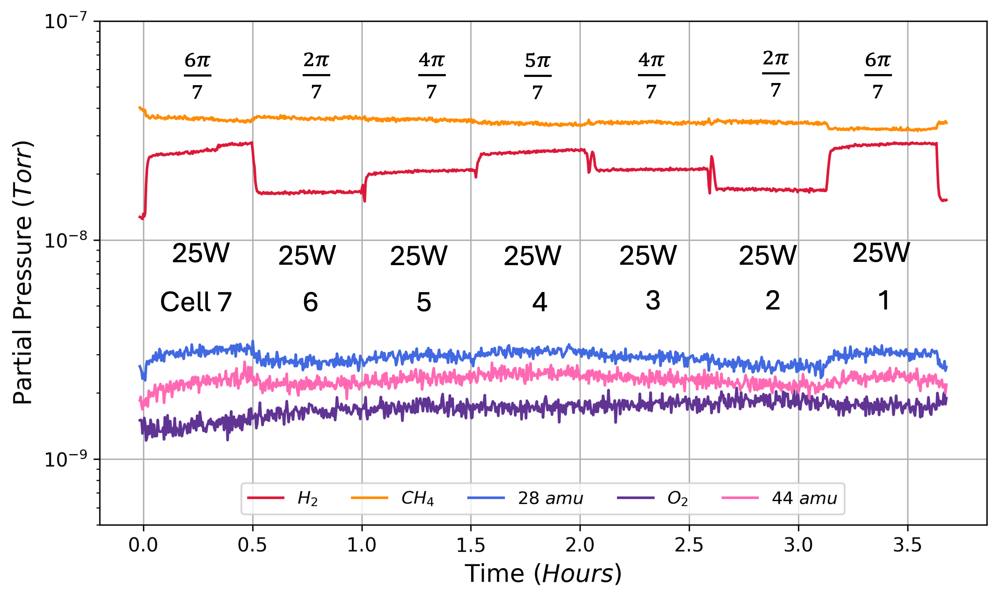 10⁻⁷
10⁻⁸
10⁻⁹
Partial Pressure (Torr)
6π/7 2π/7 4π/7 5π/7 4π/7 2π/7 6π/7
25W 25W 25W 25W 25W 25W 25W
Cell 7 6 5 4 3 2 1
H₂ CH₄ 28 amu O₂ 44 amu
0.0 0.5 1.0 1.5 2.0 2.5 3.0 3.5
Time (Hours)